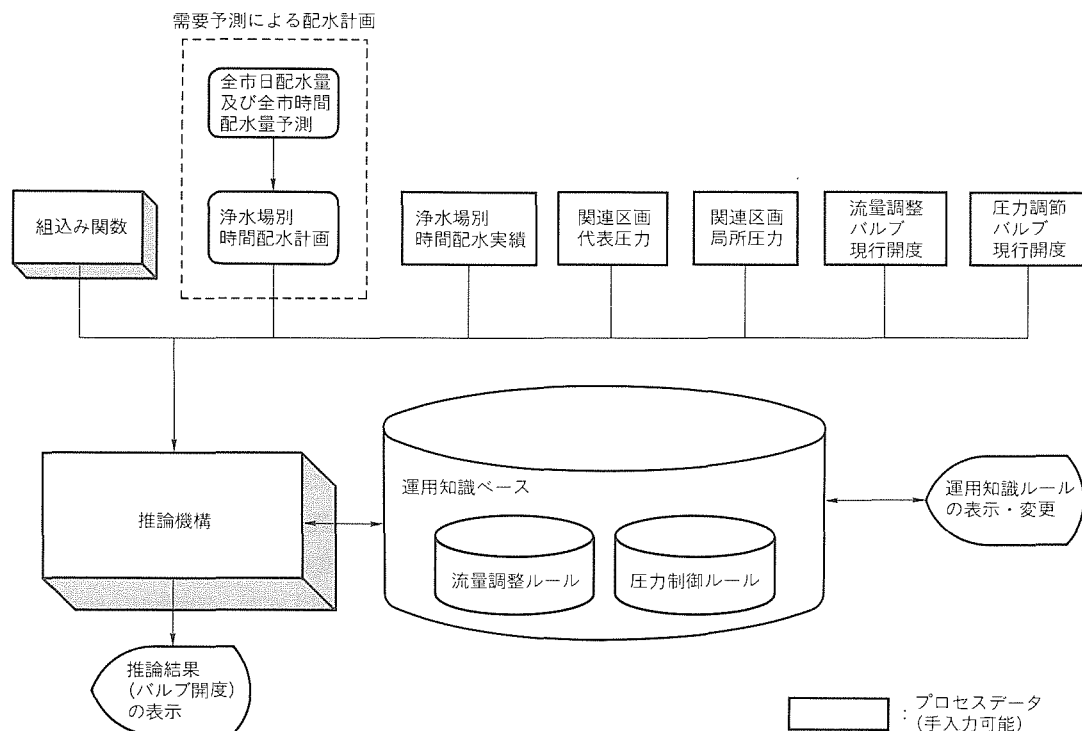 需要予測による配水計画
全市日配水量
及び全市時間
配水量予測
組込み関数
浄水場別
時間配水計画
浄水場別
時間配水実績
関連区画
代表圧力
関連区画
局所圧力
流量調整
バルブ
現行開度
圧力調節
バルブ
現行開度
推論機構
運用知識ベース
流量調整ルール
圧力制御ルール
運用知識ルール
の表示・変更
推論結果
(バルブ開度)
の表示
:プロセスデータ
(手入力可能)